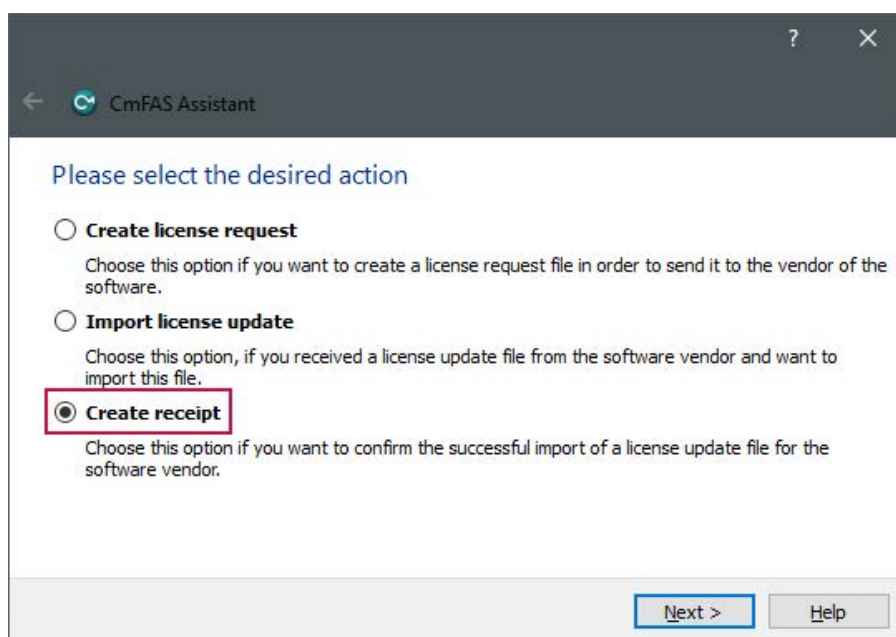 ?
CmFAS Assistant
Please select the desired action
Create license request
Choose this option if you want to create a license request file in order to send it to the vendor of the
software.
Import license update
Choose this option, if you received a license update file from the software vendor and want to
import this file.
Create receipt
Choose this option if you want to confirm the successful import of a license update file for the
software vendor.
Next > Help